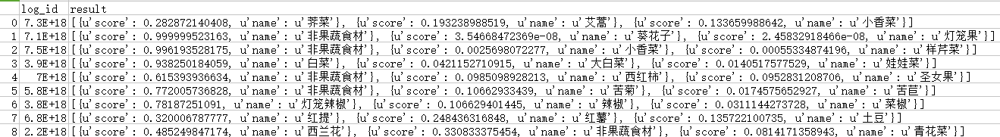 log_id result
0 7.3E+18 [{u'score': 0.282872140408, u'name': u'荠菜'}, {u'score': 0.193238988519, u'name': u'艾蒿'}, {u'score': 0.133659988642, u'name': u'小香菜'}]
1 7.1E+18 [{u'score': 0.999999523163, u'name': u'非果蔬食材'}, {u'score': 3.54668472369e-08, u'name': u'葵花子'}, {u'score': 2.45832918466e-08, u'name': u'灯笼果'}]
2 7.5E+18 [{u'score': 0.996193528175, u'name': u'非果蔬食材'}, {u'score': 0.0025698072277, u'name': u'小香菜'}, {u'score': 0.00055334874196, u'name': u'样芹菜'}]
3 3.9E+18 [{u'score': 0.938250184059, u'name': u'白菜'}, {u'score': 0.0421152710915, u'name': u'大白菜'}, {u'score': 0.0140517577529, u'name': u'娃娃菜'}]
4 7E+18 [{u'score': 0.615393936634, u'name': u'非果蔬食材'}, {u'score': 0.0985098928213, u'name': u'西红柿'}, {u'score': 0.0952831208706, u'name': u'圣女果'}]
5 5.8E+18 [{u'score': 0.772005736828, u'name': u'非果蔬食材'}, {u'score': 0.10662933439, u'name': u'苦菊'}, {u'score': 0.0174575652927, u'name': u'苦苣'}]
6 3.8E+18 [{u'score': 0.78187251091, u'name': u'灯笼辣椒'}, {u'score': 0.106629401445, u'name': u'辣椒'}, {u'score': 0.0311144273728, u'name': u'菜椒'}]
7 6.8E+18 [{u'score': 0.320006787777, u'name': u'红提'}, {u'score': 0.248436316848, u'name': u'红薯'}, {u'score': 0.135722100735, u'name': u'土豆'}]
8 2.2E+18 [{u'score': 0.485249847174, u'name': u'西兰花'}, {u'score': 0.330833375454, u'name': u'非果蔬食材'}, {u'score': 0.0814171358943, u'name': u'青花菜'}]